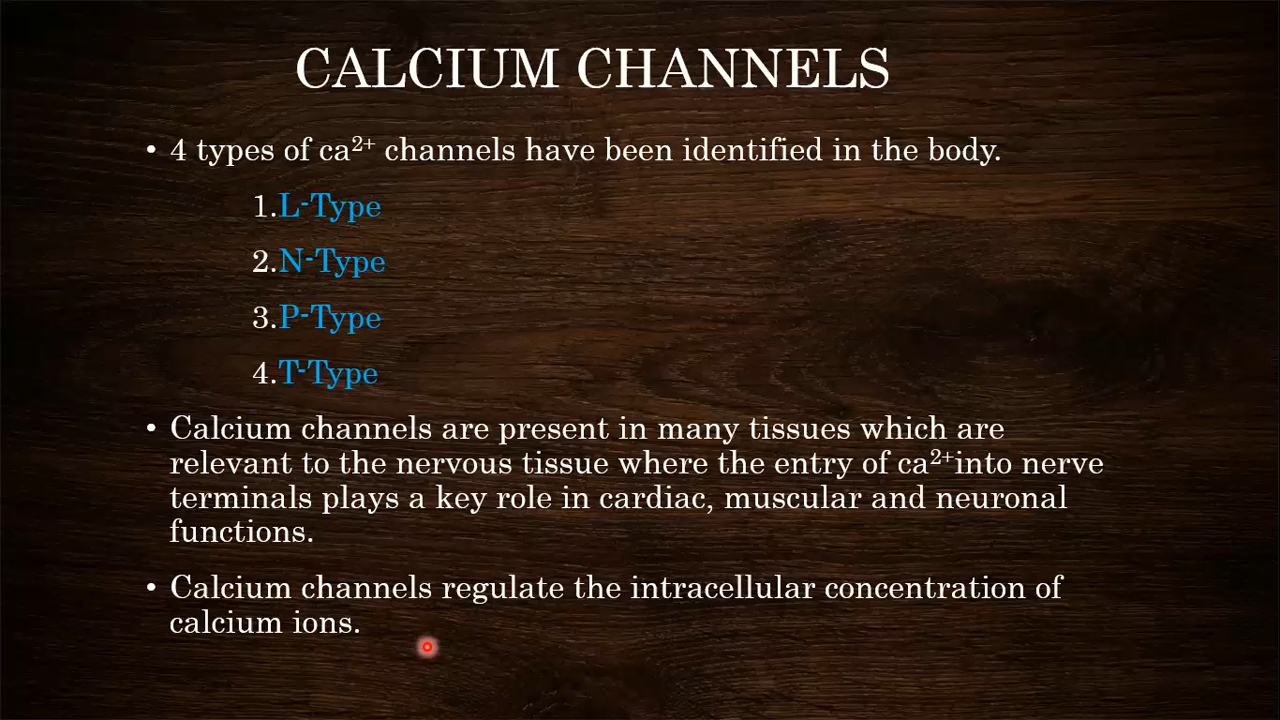 CALCIUM CHANNELS
• 4 types of ca²⁺ channels have been identified in the body.
1.L-Type
2.N-Type
3.P-Type
4.T-Type
• Calcium channels are present in many tissues which are
relevant to the nervous tissue where the entry of ca²⁺into nerve
terminals plays a key role in cardiac, muscular and neuronal
functions.
• Calcium channels regulate the intracellular concentration of
calcium ions.